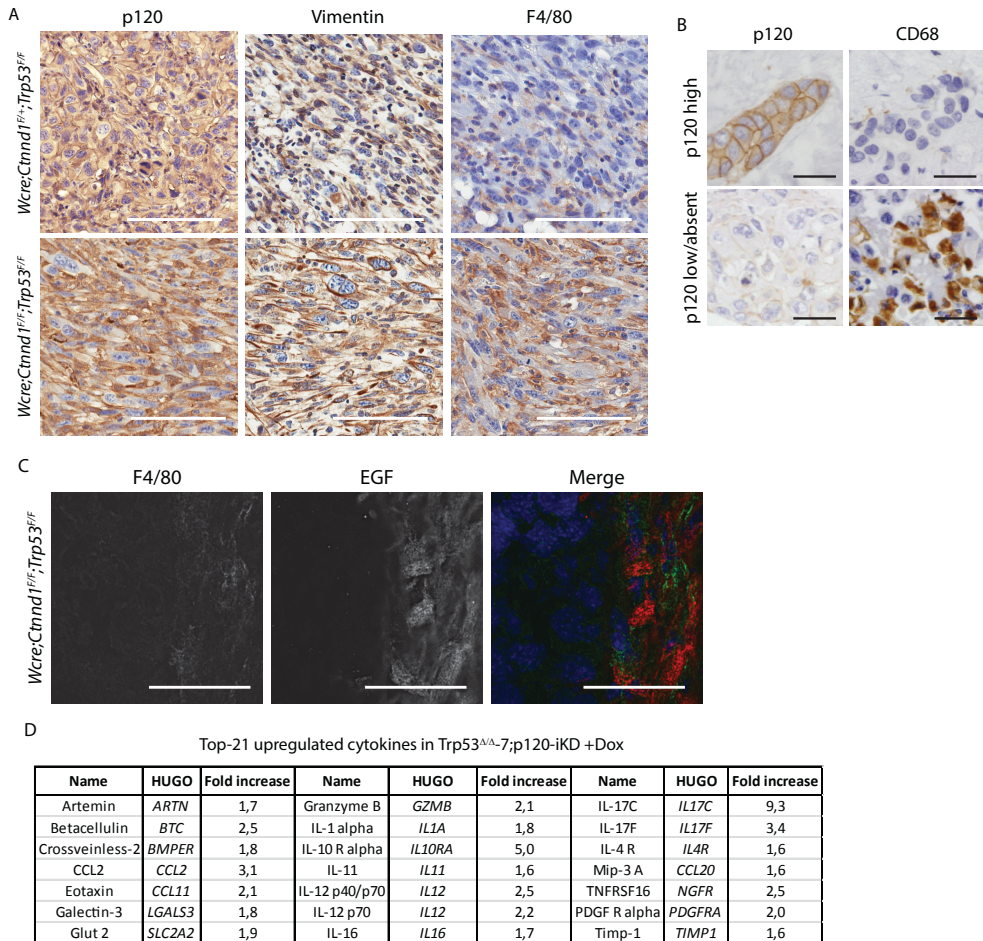 A
p120 Vimentin F4/80
Wcre;Ctnnd1F/+;Trp53F/F
Wcre;Ctnnd1F/F;Trp53F/F
B
p120 CD68
p120 high
p120 low/absent
C
F4/80 EGF Merge
Wcre;Ctnnd1F/F;Trp53F/F
D
Top-21 upregulated cytokines in Trp53Δ/Δ-7;p120-iKD +Dox
Name HUGO Fold increase Name HUGO Fold increase Name HUGO Fold increase
Artemin ARTN 1,7 Granzyme B GZMB 2,1 IL-17C IL17C 9,3
Betacellulin BTC 2,5 IL-1 alpha IL1A 1,8 IL-17F IL17F 3,4
Crossveinless-2 BMPER 1,8 IL-10 R alpha IL10RA 5,0 IL-4 R IL4R 1,6
CCL2 CCL2 3,1 IL-11 IL11 1,6 Mip-3 A CCL20 1,6
Eotaxin CCL11 2,1 IL-12 p40/p70 IL12 2,5 TNFRSF16 NGFR 2,5
Galectin-3 LGALS3 1,8 IL-12 p70 IL12 2,2 PDGF R alpha PDGFRA 2,0
Glut 2 SLC2A2 1,9 IL-16 IL16 1,7 Timp-1 TIMP1 1,6